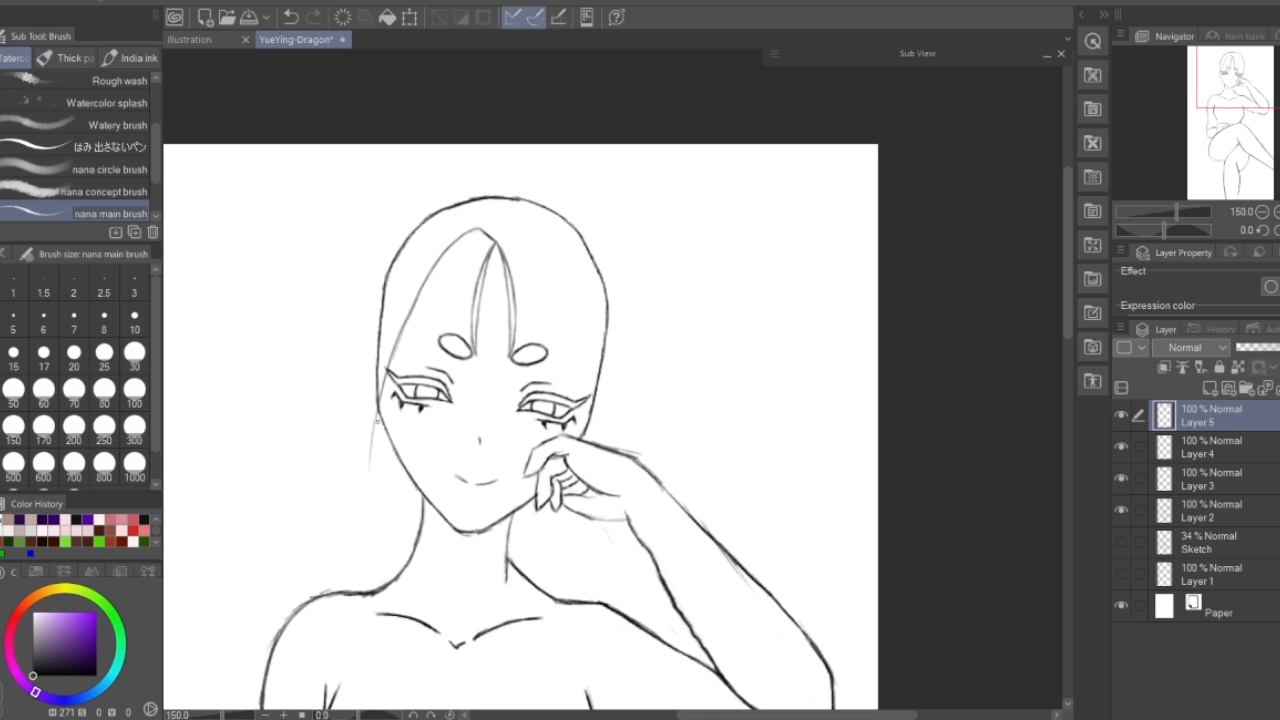 Sub Tool: Brush
Thick
India ink
Rough wash
Watercolor splash
Watery brush
はみ出さないペン
nana circle brush
nana concept brush
nana main brush
Brush size: nana main brush
1 1.5 2 2.5 3
5 6 7 8 10
15 17 20 25 30
50 60 70 80 100
150 170 200 250 300
500 600 700 800 1000
Color History
271 0 0
Illustration
YueYing-Dragon*
Sub View
150.0
0.0
Navigator
Item bank
150.0
0.0
Layer Property
Effect
Expression color
Layer
History
Normal
100 % Normal
Layer 5
100 % Normal
Layer 4
100 % Normal
Layer 3
100 % Normal
Layer 2
34 % Normal
Sketch
100 % Normal
Layer 1
Paper